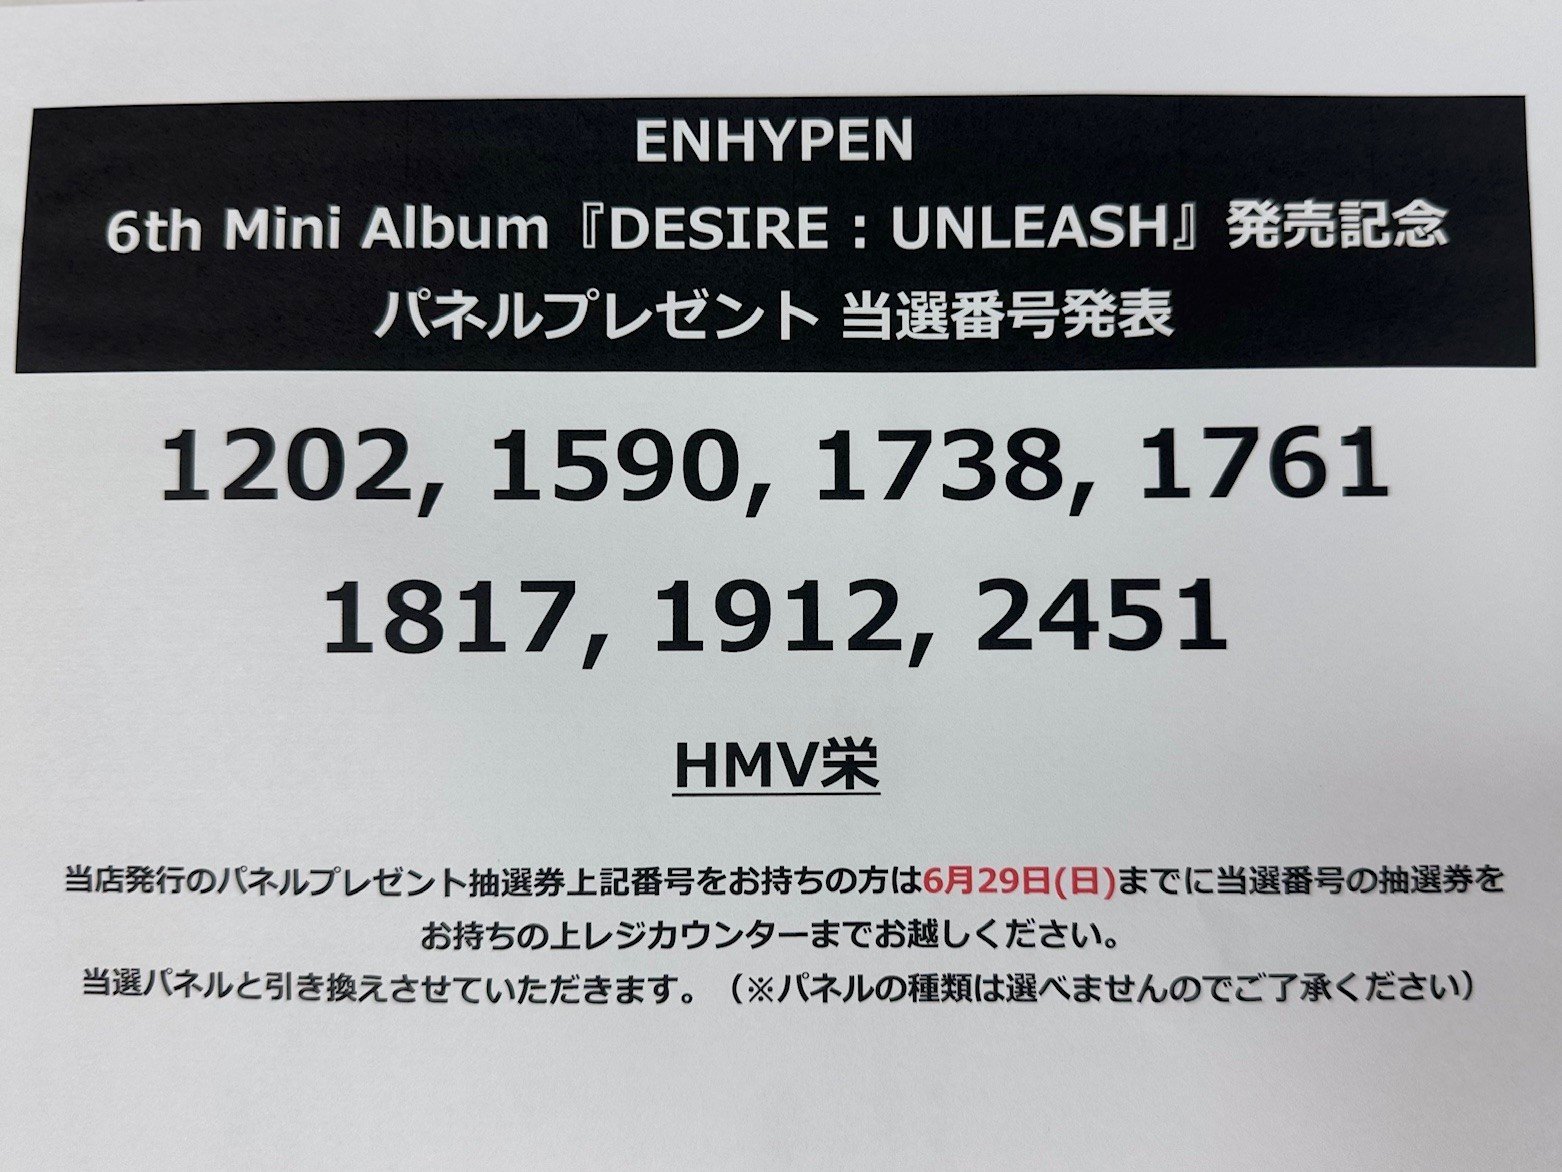 ENHYPEN
6th Mini Album『DESIRE：UNLEASH』発売記念
パネルプレゼント 当選番号発表
1202, 1590, 1738, 1761
1817, 1912, 2451
HMV栄
当店発行のパネルプレゼント抽選券上記番号をお持ちの方は6月29日(日)までに当選番号の抽選券を
お持ちの上レジカウンターまでお越しください。
当選パネルと引き換えさせていただきます。（※パネルの種類は選べませんのでご了承ください）